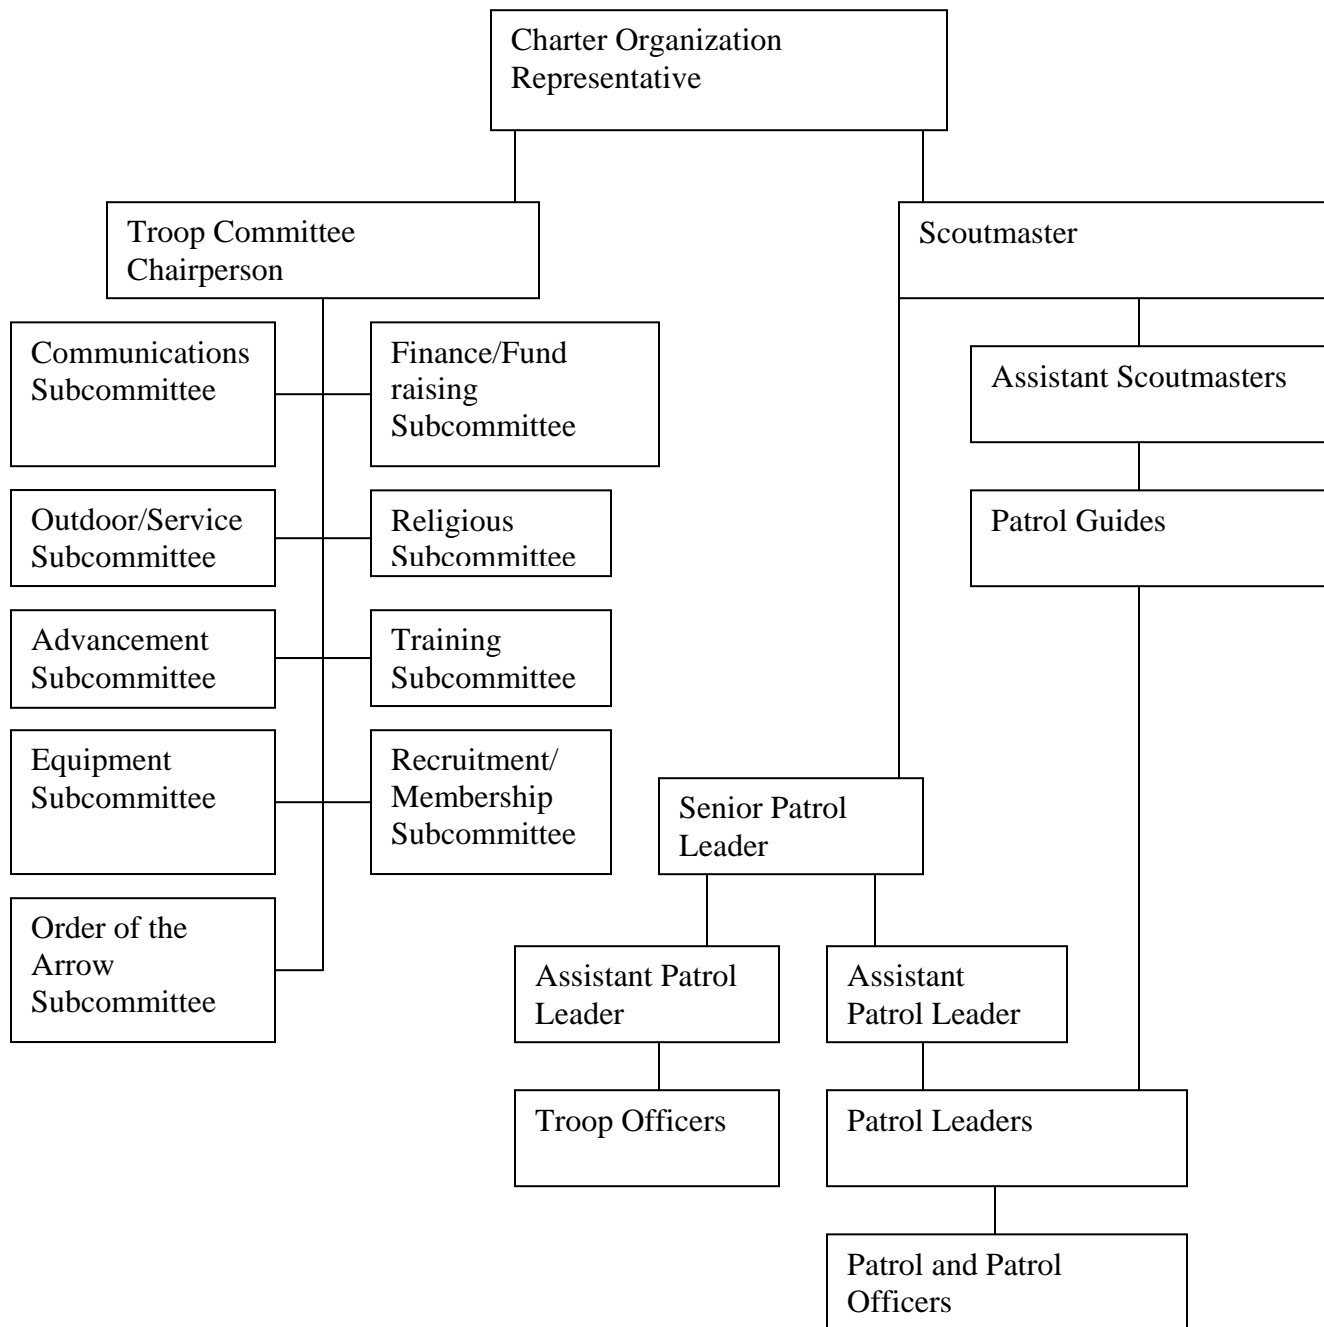 Charter Organization
Representative
Troop Committee
Chairperson
Scoutmaster
Communications
Subcommittee
Finance/Fund
raising
Subcommittee
Assistant Scoutmasters
Outdoor/Service
Subcommittee
Religious
Subcommittee
Patrol Guides
Advancement
Subcommittee
Training
Subcommittee
Equipment
Subcommittee
Recruitment/
Membership
Subcommittee
Senior Patrol
Leader
Order of the
Arrow
Subcommittee
Assistant Patrol
Leader
Assistant
Patrol Leader
Troop Officers
Patrol Leaders
Patrol and Patrol
Officers